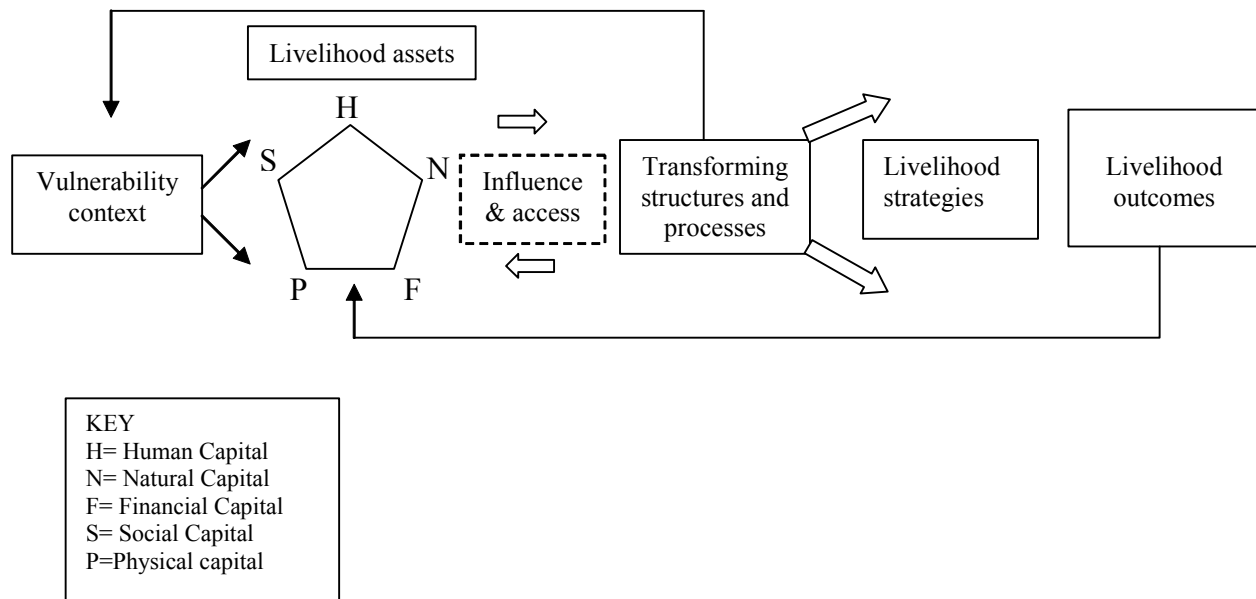 Livelihood assets
H
S
N
P
F
Vulnerability
context
Influence
& access
Transforming
structures and
processes
Livelihood
strategies
Livelihood
outcomes
KEY
H= Human Capital
N= Natural Capital
F= Financial Capital
S= Social Capital
P=Physical capital